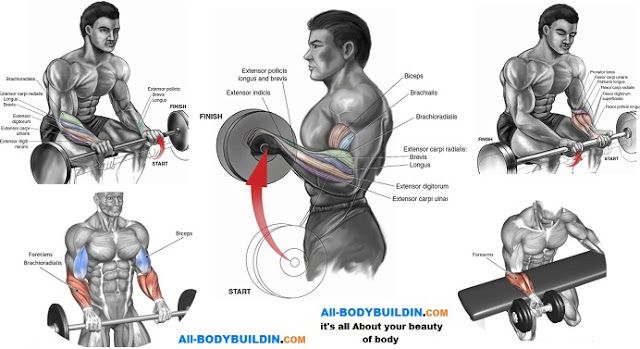 Brachioradialis
Extensor carpi radialis:
Longus
Brevis
Extensor
digitorum
Extensor carpi
ulnaris
Extensor digiti
Extensor pollicis:
Brevis
Longus
FINISH
START
Extensor pollicis
longus and brevis
Extensor indicis
FINISH
START
Biceps
Brachialis
Brachioradialis
Extensor carpi radialis:
Brevis
Longus
Extensor digitorum
Extensor carpi ulnaris
Pronator teres
Flexor carpi ulnaris
Palmaris longus
Flexor carpi radialis
Flexor digitorum
superficialis
Flexor pollicis longus
FINISH
START
Biceps
Forearms
Brachioradialis
All-BODYBUILDIN.COM
All-BODYBUILDIN.COM
it's all About your beauty
of body
Forearms